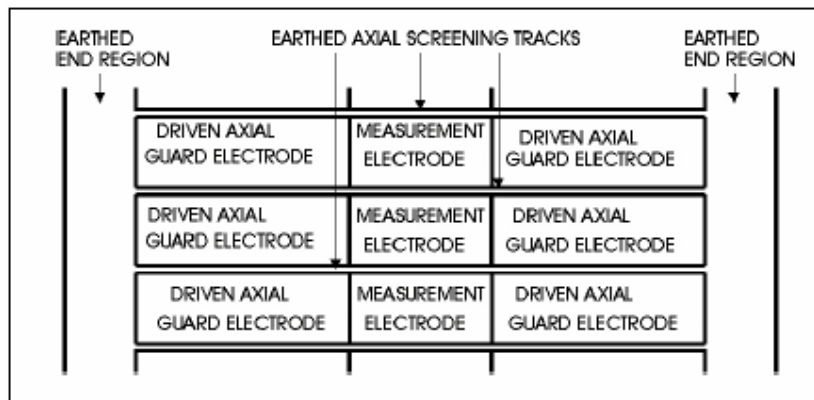 EARTHED
END REGION
EARTHED AXIAL SCREENING TRACKS
EARTHED
END REGION
DRIVEN AXIAL
GUARD ELECTRODE
MEASUREMENT
ELECTRODE
DRIVEN AXIAL
GUARD ELECTRODE
DRIVEN AXIAL
GUARD ELECTRODE
MEASUREMENT
ELECTRODE
DRIVEN AXIAL
GUARD ELECTRODE
DRIVEN AXIAL
GUARD ELECTRODE
MEASUREMENT
ELECTRODE
DRIVEN AXIAL
GUARD ELECTRODE